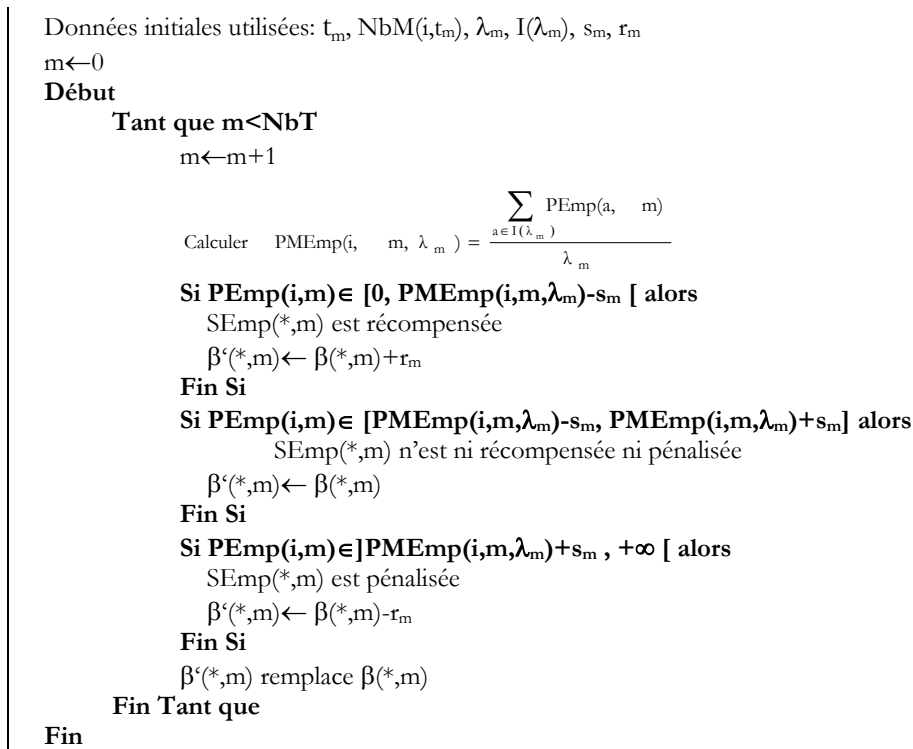 Données initiales utilisées: tₘ, NbM(i,tₘ), λₘ, I(λₘ), sₘ, rₘ
m←0
Début
Tant que m<NbT
m←m+1
Calculer PMEmp(i, m, λ ₘ ) = ∑ a ∈ I( λ ₘ ) PEmp(a, m) / λ ₘ
Si PEmp(i,m)∈ [0, PMEmp(i,m,λₘ)-sₘ [ alors
SEmp(*,m) est récompensée
β‘(*,m)← β(*,m)+rₘ
Fin Si
Si PEmp(i,m)∈ [PMEmp(i,m,λₘ)-sₘ, PMEmp(i,m,λₘ)+sₘ] alors
SEmp(*,m) n'est ni récompensée ni pénalisée
β‘(*,m)← β(*,m)
Fin Si
Si PEmp(i,m)∈]PMEmp(i,m,λₘ)+sₘ , +∞ [ alors
SEmp(*,m) est pénalisée
β‘(*,m)← β(*,m)-rₘ
Fin Si
β‘(*,m) remplace β(*,m)
Fin Tant que
Fin